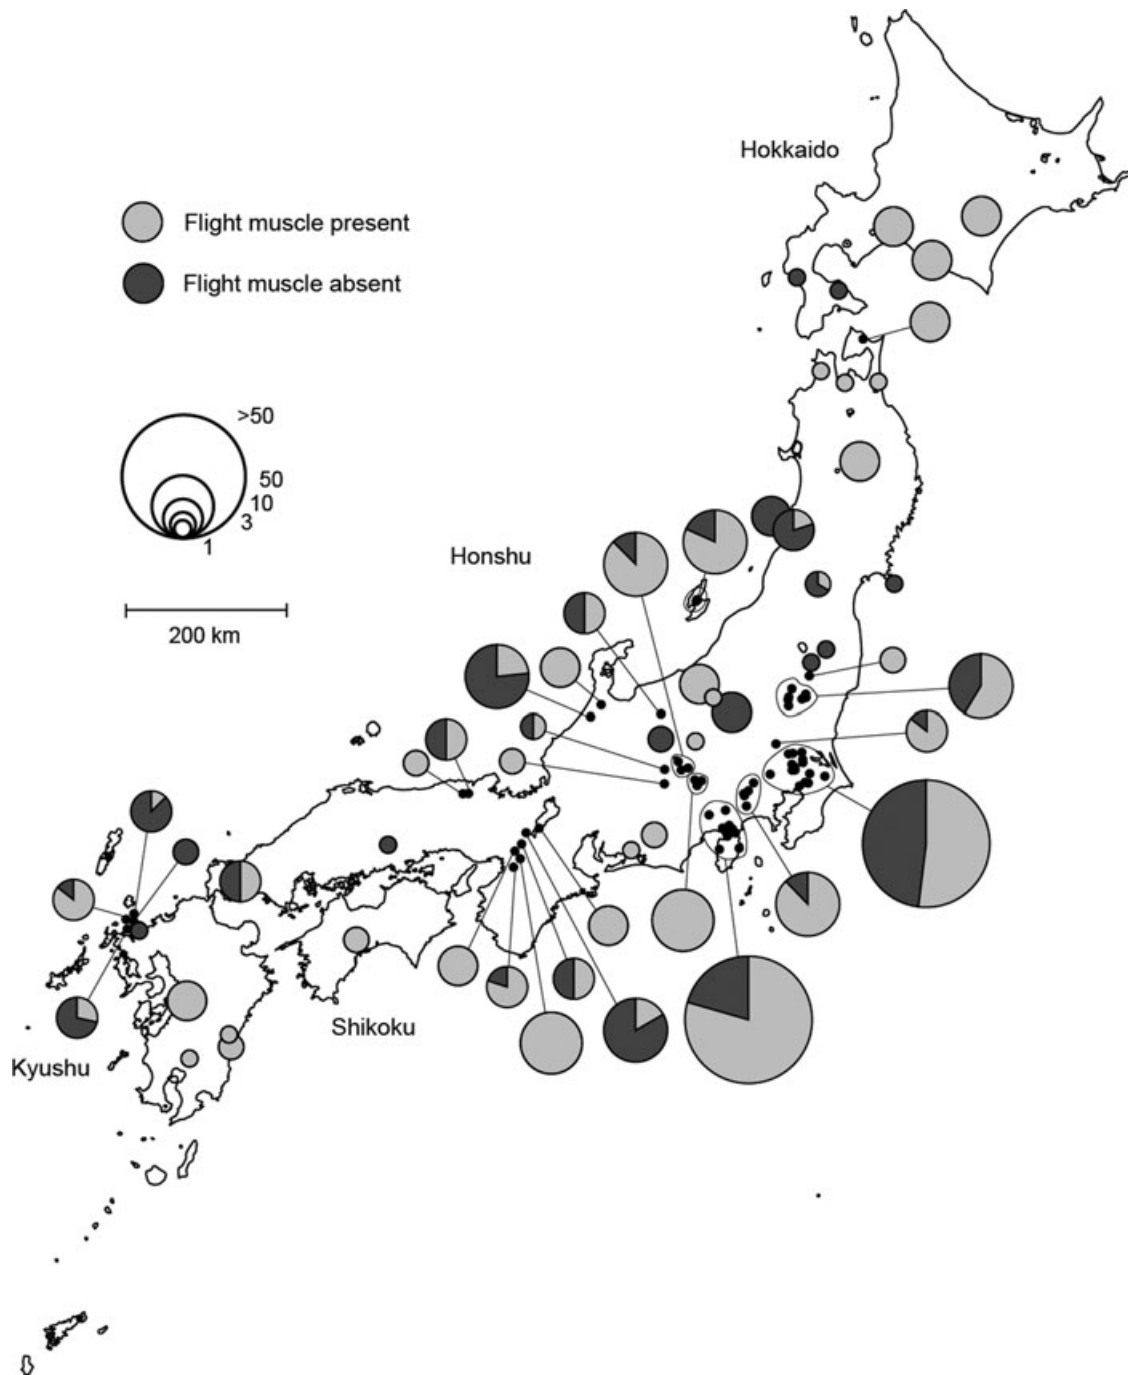 Hokkaido
Flight muscle present
Flight muscle absent
>50
50
10
3
1
Honshu
200 km
Shikoku
Kyushu